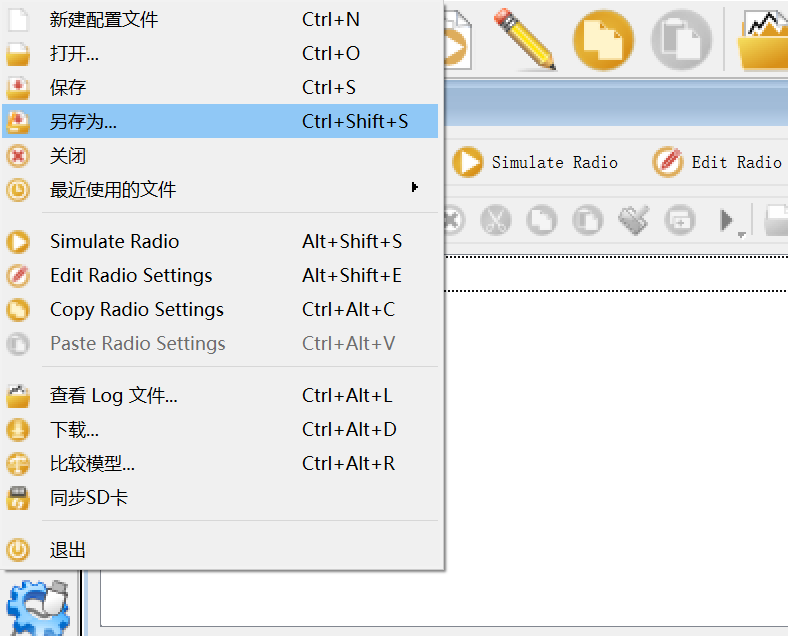 新建配置文件 Ctrl+N
打开... Ctrl+O
保存 Ctrl+S
另存为... Ctrl+Shift+S
关闭
最近使用的文件
Simulate Radio Alt+Shift+S
Edit Radio Settings Alt+Shift+E
Copy Radio Settings Ctrl+Alt+C
Paste Radio Settings Ctrl+Alt+V
查看 Log 文件... Ctrl+Alt+L
下载... Ctrl+Alt+D
比较模型... Ctrl+Alt+R
同步SD卡
退出
Simulate Radio Edit Radio